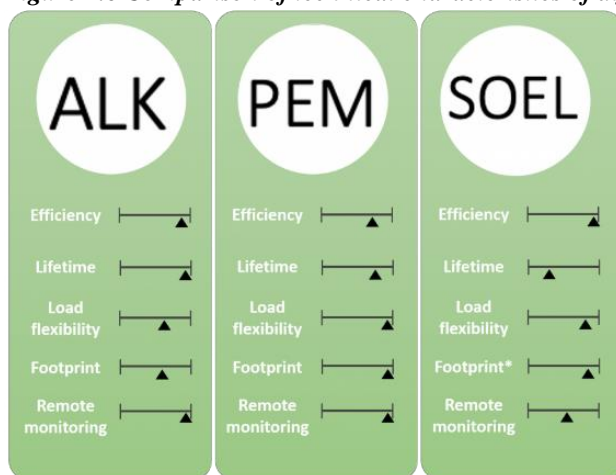 ALK
Efficiency
Lifetime
Load
flexibility
Footprint
Remote
monitoring
PEM
Efficiency
Lifetime
Load
flexibility
Footprint
Remote
monitoring
SOEL
Efficiency
Lifetime
Load
flexibility
Footprint*
Remote
monitoring